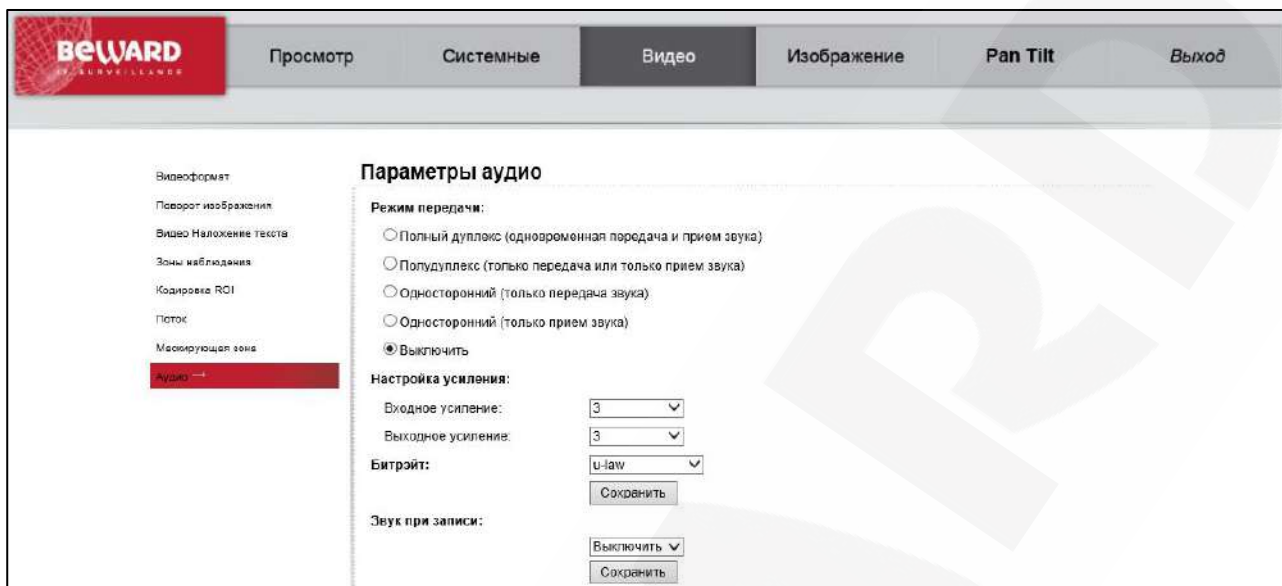 BEWARD
IP SURVEILLANCE
Просмотр
Системные
Видео
Изображение
Pan Tilt
Выход
Видеоформат
Поворот изображения
Видео Наложение текста
Зоны наблюдения
Кодировка ROI
Поток
Маскирующая зона
Аудио →
Параметры аудио
Режим передачи:
Полный дуплекс (одновременная передача и прием звука)
Полудуплекс (только передача или только прием звука)
Односторонний (только передача звука)
Односторонний (только прием звука)
Выключить
Настройка усиления:
Входное усиление: 3
Выходное усиление: 3
Битрэйт: u-law
Сохранить
Звук при записи:
Выключить
Сохранить